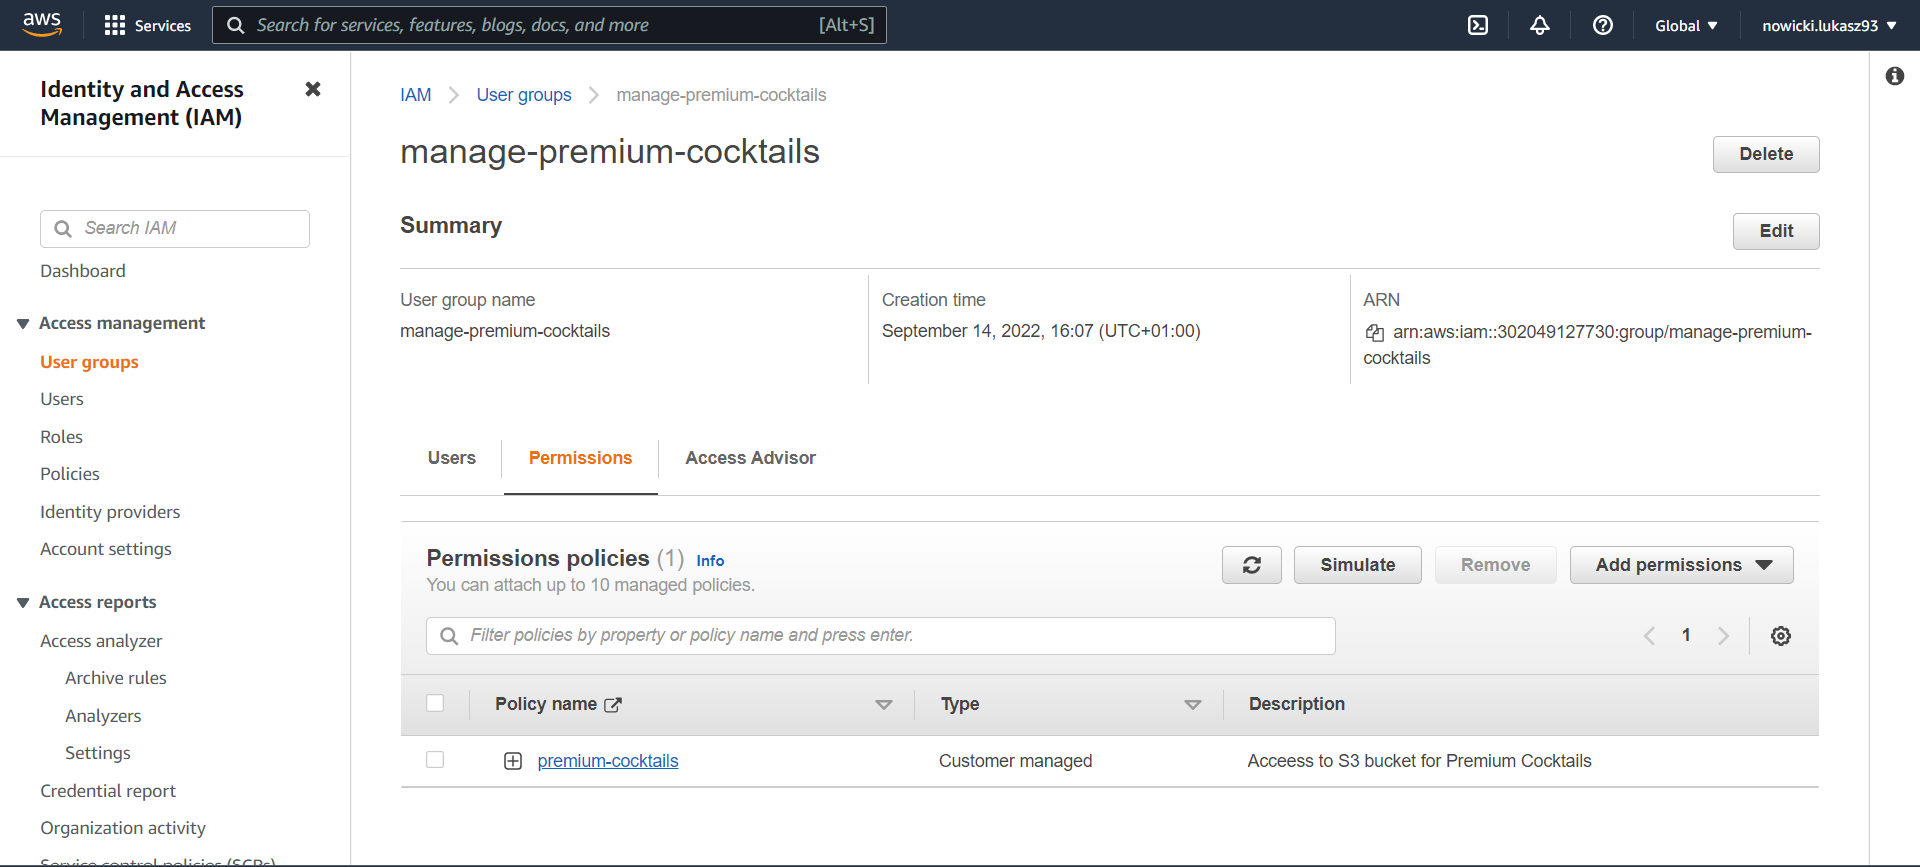 aws
Services
Search for services, features, blogs, docs, and more [Alt+S]
Global
nowicki.lukasz93
Identity and Access
Management (IAM)
Search IAM
Dashboard
Access management
User groups
Users
Roles
Policies
Identity providers
Account settings
Access reports
Access analyzer
Archive rules
Analyzers
Settings
Credential report
Organization activity
Service control policies (SCPs)
IAM
User groups
manage-premium-cocktails
manage-premium-cocktails
Delete
Summary
Edit
User group name
manage-premium-cocktails
Creation time
September 14, 2022, 16:07 (UTC+01:00)
ARN
arn:aws:iam::302049127730:group/manage-premium-
cocktails
Users
Permissions
Access Advisor
Permissions policies (1) Info
You can attach up to 10 managed policies.
Simulate
Remove
Add permissions
Filter policies by property or policy name and press enter.
1
Policy name
Type
Description
premium-cocktails
Customer managed
Acceess to S3 bucket for Premium Cocktails